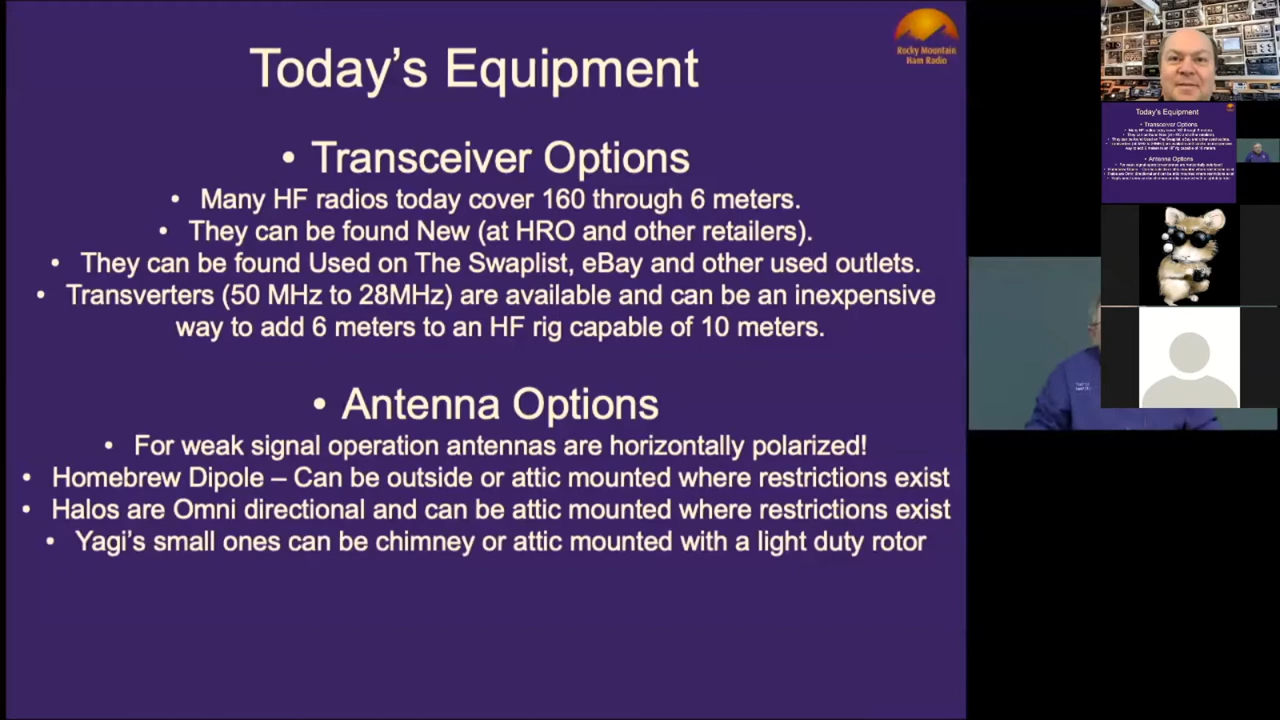 Rocky Mountain
Ham Radio
Today's Equipment
• Transceiver Options
• Many HF radios today cover 160 through 6 meters.
• They can be found New (at HRO and other retailers).
• They can be found Used on The Swaplist, eBay and other used outlets.
• Transverters (50 MHz to 28MHz) are available and can be an inexpensive
way to add 6 meters to an HF rig capable of 10 meters.
• Antenna Options
• For weak signal operation antennas are horizontally polarized!
• Homebrew Dipole – Can be outside or attic mounted where restrictions exist
• Halos are Omni directional and can be attic mounted where restrictions exist
• Yagi's small ones can be chimney or attic mounted with a light duty rotor
Today's Equipment
• Transceiver Options
• Antenna Options